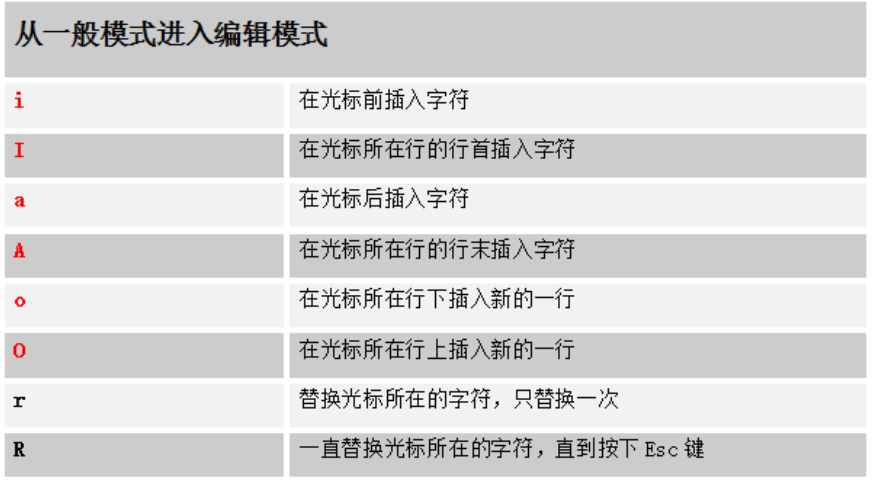 从一般模式进入编辑模式
i 在光标前插入字符
I 在光标所在行的行首插入字符
a 在光标后插入字符
A 在光标所在行的行末插入字符
o 在光标所在行下插入新的一行
O 在光标所在行上插入新的一行
r 替换光标所在的字符，只替换一次
R 一直替换光标所在的字符，直到按下 Esc 键